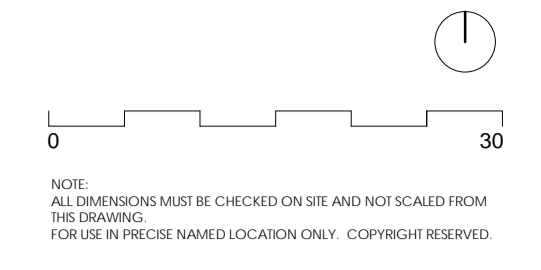 0 30
NOTE:
ALL DIMENSIONS MUST BE CHECKED ON SITE AND NOT SCALED FROM
THIS DRAWING.
FOR USE IN PRECISE NAMED LOCATION ONLY. COPYRIGHT RESERVED.